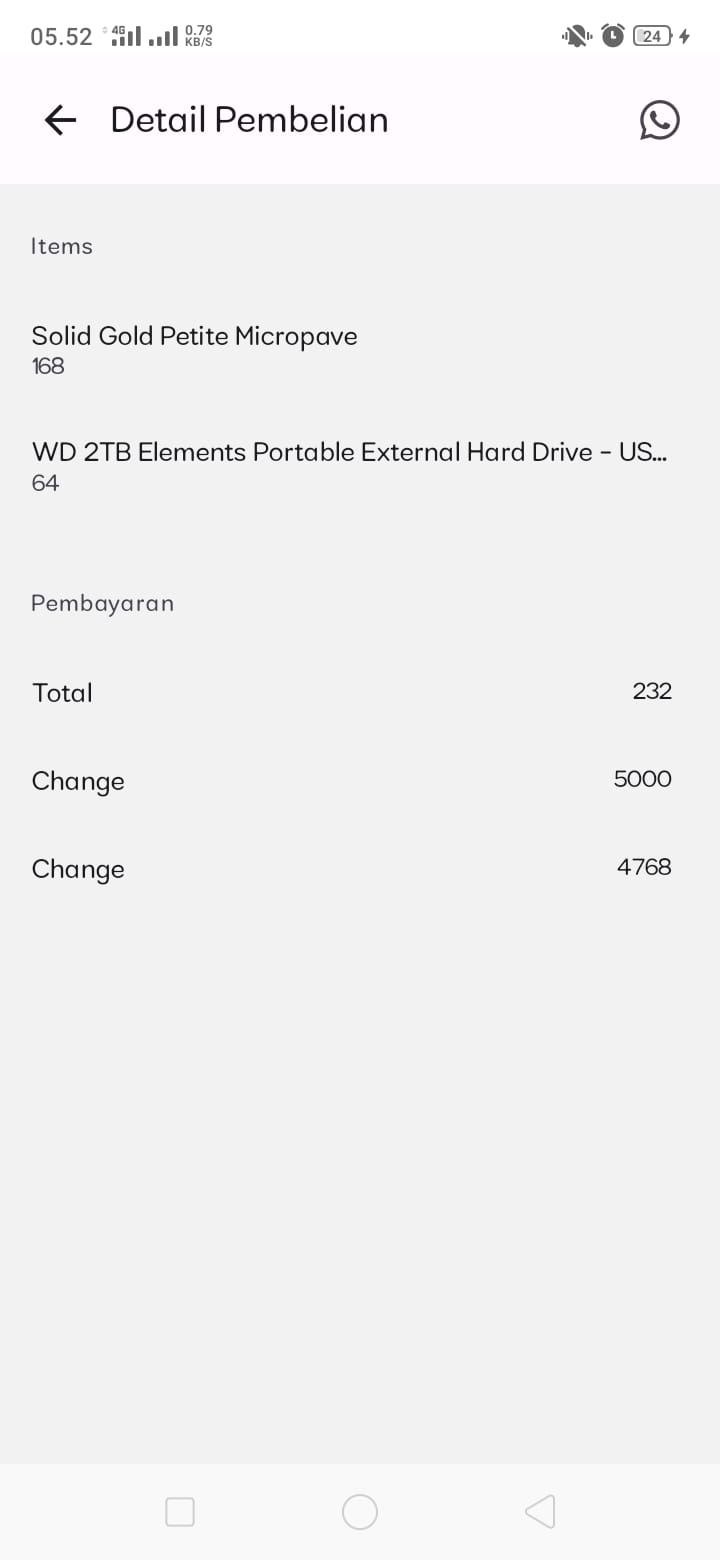 05.52 4G 0.79 KB/S 24
Detail Pembelian
Items
Solid Gold Petite Micropave
168
WD 2TB Elements Portable External Hard Drive - US...
64
Pembayaran
Total 232
Change 5000
Change 4768